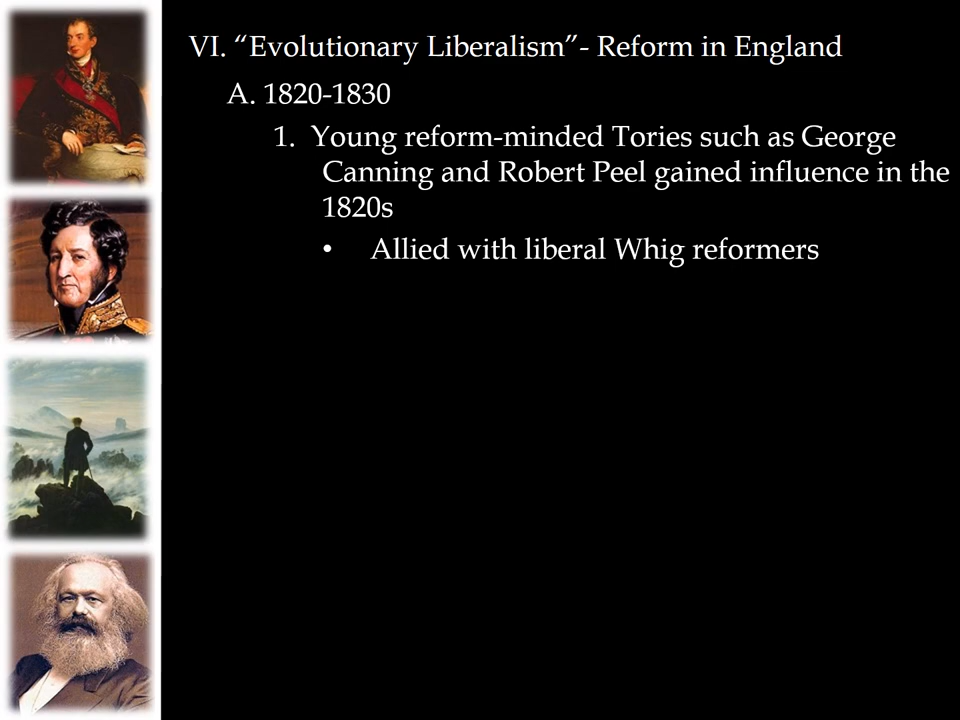 VI. “Evolutionary Liberalism”- Reform in England
A. 1820-1830
1. Young reform-minded Tories such as George
Canning and Robert Peel gained influence in the
1820s
• Allied with liberal Whig reformers